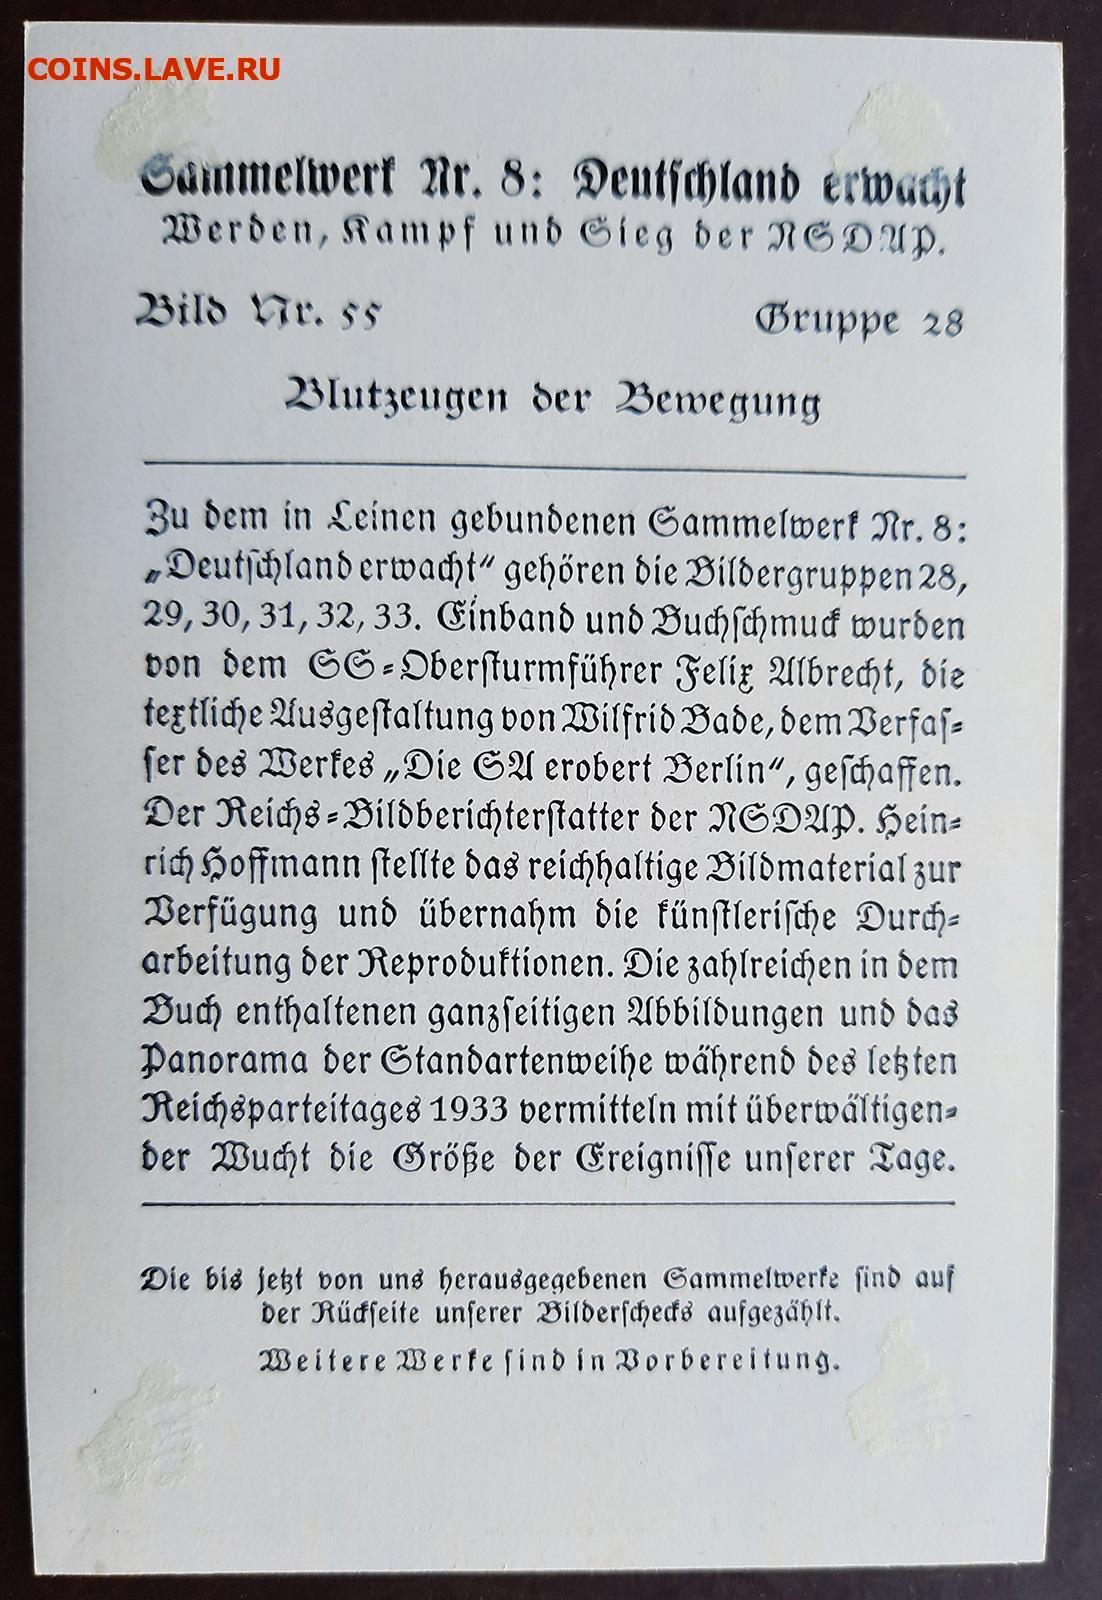 COINS.LAVE.RU
Sammelwerk Nr. 8: Deutschland erwacht
Werden, Kampf und Sieg der NSDAP.
Bild Nr. 55 Gruppe 28
Blutzeugen der Bewegung
Zu dem in Leinen gebundenen Sammelwerk Nr. 8:
„Deutschland erwacht“ gehören die Bildergruppen 28,
29, 30, 31, 32, 33. Einband und Buchschmuck wurden
von dem SS-Obersturmführer Felix Albrecht, die
textliche Ausgestaltung von Wilfrid Bade, dem Verfas-
ser des Werkes „Die SA erobert Berlin“, geschaffen.
Der Reichs-Bildberichterstatter der NSDAP. Hein-
rich Hoffmann stellte das reichhaltige Bildmaterial zur
Verfügung und übernahm die künstlerische Durch-
arbeitung der Reproduktionen. Die zahlreichen in dem
Buch enthaltenen ganzseitigen Abbildungen und das
Panorama der Standartenweihe während des letzten
Reichsparteitages 1933 vermitteln mit überwältigen-
der Wucht die Größe der Ereignisse unserer Tage.
Die bis jetzt von uns herausgegebenen Sammelwerke sind auf
der Rückseite unserer Bilderschecks aufgezählt.
Weitere Werke sind in Vorbereitung.